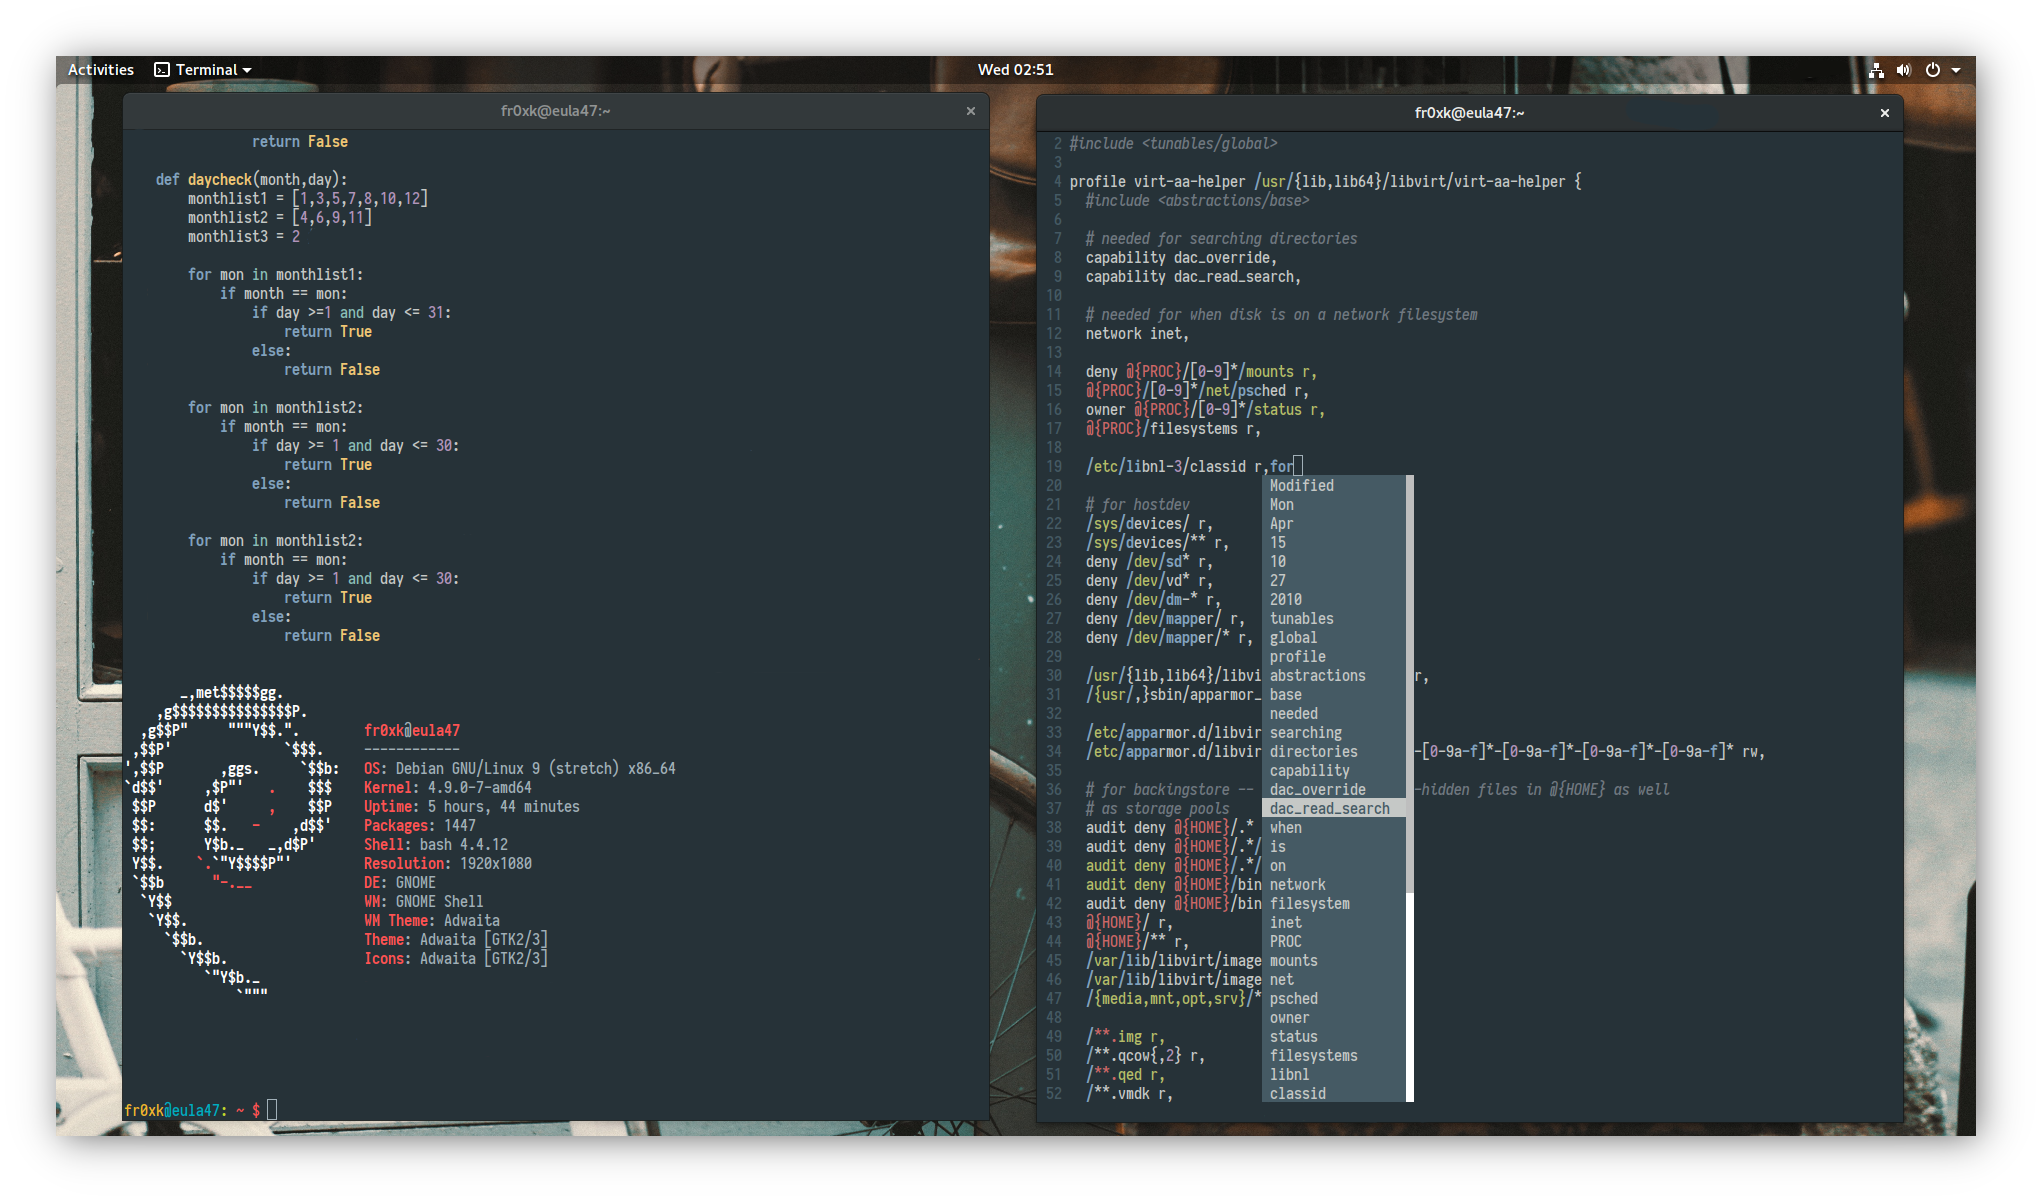 Activities
Terminal
Wed 02:51
fr0xk@eula47:~
return False
def daycheck(month,day):
monthlist1 = [1,3,5,7,8,10,12]
monthlist2 = [4,6,9,11]
monthlist3 = 2
for mon in monthlist1:
if month == mon:
if day >=1 and day <= 31:
return True
else:
return False
for mon in monthlist2:
if month == mon:
if day >= 1 and day <= 30:
return True
else:
return False
for mon in monthlist2:
if month == mon:
if day >= 1 and day <= 30:
return True
else:
return False
_,met$$$$$gg.
,g$$$$$$$$$$$$$$$P.
,g$$P"     """Y$$.".
,$$P'              `$$$.
',$$P       ,ggs.     `$$b:
`d$$'     ,$P"'   .    $$$
$$P      d$'     ,    $$P
$$:      $$.   -    ,d$$'
$$;      Y$b._   _,d$P'
Y$$.    `.`"Y$$$$P"'
`$$b      "-.__
`Y$$
`Y$$.
`$$b.
`Y$$b.
`"Y$b._
`"""
fr0xk@eula47
------------
OS: Debian GNU/Linux 9 (stretch) x86_64
Kernel: 4.9.0-7-amd64
Uptime: 5 hours, 44 minutes
Packages: 1447
Shell: bash 4.4.12
Resolution: 1920x1080
DE: GNOME
WM: GNOME Shell
WM Theme: Adwaita
Theme: Adwaita [GTK2/3]
Icons: Adwaita [GTK2/3]
fr0xk@eula47: ~ $
fr0xk@eula47:~
2 #include <tunables/global>
3
4 profile virt-aa-helper /usr/{lib,lib64}/libvirt/virt-aa-helper {
5 #include <abstractions/base>
6
7 # needed for searching directories
8 capability dac_override,
9 capability dac_read_search,
10
11 # needed for when disk is on a network filesystem
12 network inet,
13
14 deny @{PROC}/[0-9]*/mounts r,
15 @{PROC}/[0-9]*/net/psched r,
16 owner @{PROC}/[0-9]*/status r,
17 @{PROC}/filesystems r,
18
19 /etc/libnl-3/classid r,for
20
21 # for hostdev
22 /sys/devices/ r,
23 /sys/devices/** r,
24 deny /dev/sd* r,
25 deny /dev/vd* r,
26 deny /dev/dm-* r,
27 deny /dev/mapper/ r,
28 deny /dev/mapper/* r,
29
30 /usr/{lib,lib64}/libvi r,
31 /{usr/,}sbin/apparmor_
32
33 /etc/apparmor.d/libvir
34 /etc/apparmor.d/libvir -[0-9a-f]*-[0-9a-f]*-[0-9a-f]*-[0-9a-f]* rw,
35
36 # for backingstore -- -hidden files in @{HOME} as well
37 # as storage pools
38 audit deny @{HOME}/.*
39 audit deny @{HOME}/.*/
40 audit deny @{HOME}/.*/
41 audit deny @{HOME}/bin
42 audit deny @{HOME}/bin
43 @{HOME}/ r,
44 @{HOME}/** r,
45 /var/lib/libvirt/image
46 /var/lib/libvirt/image
47 /{media,mnt,opt,srv}/*
48
49 /**.img r,
50 /**.qcow{,2} r,
51 /**.qed r,
52 /**.vmdk r,
Modified
Mon
Apr
15
10
27
2010
tunables
global
profile
abstractions
base
needed
searching
directories
capability
dac_override
dac_read_search
when
is
on
network
filesystem
inet
PROC
mounts
net
psched
owner
status
filesystems
libnl
classid